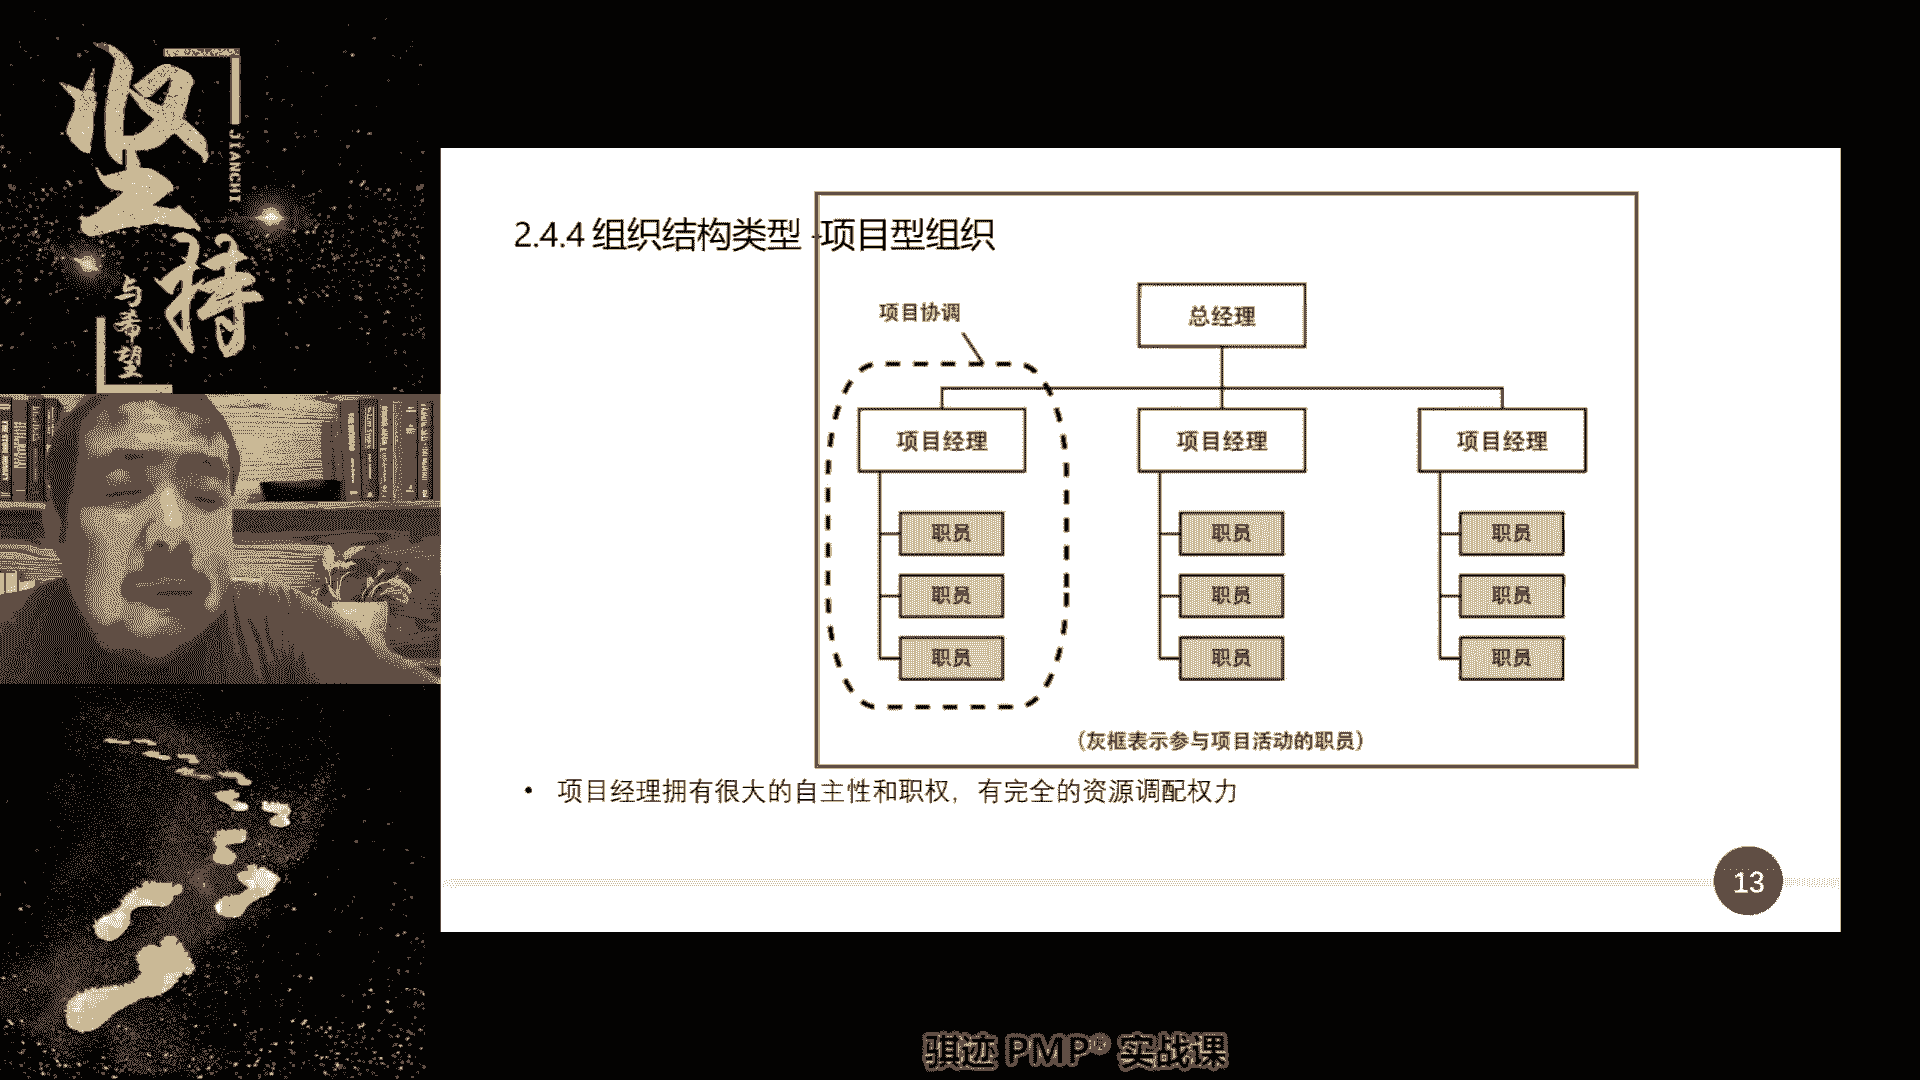 坚持
JIANCHI
与希望
2.4.4 组织结构类型 -项目型组织
项目协调
总经理
项目经理
项目经理
项目经理
职员
职员
职员
职员
职员
职员
职员
职员
职员
(灰框表示参与项目活动的职员)
• 项目经理拥有很大的自主性和职权，有完全的资源调配权力
13
骐迹 PMP® 实战课